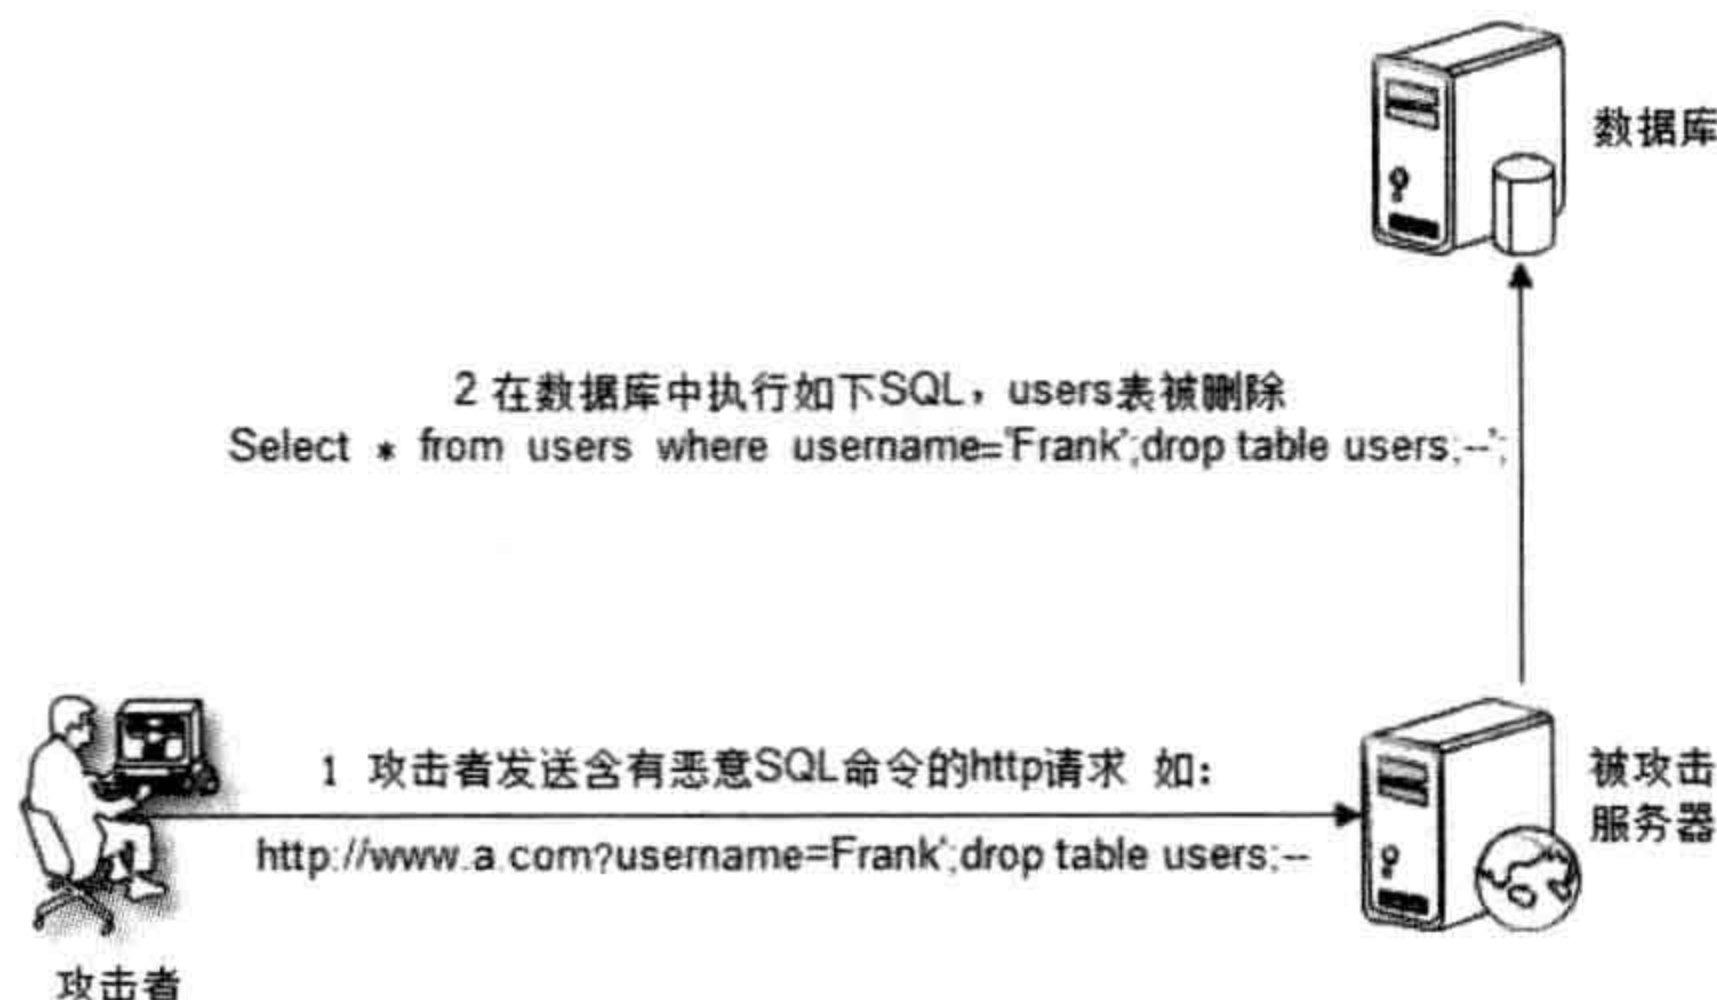 数据库
2 在数据库中执行如下SQL，users表被删除
Select * from users where username='Frank';drop table users;--';
1 攻击者发送含有恶意SQL命令的http请求 如：
http://www.a.com?username=Frank';drop table users;--
被攻击
服务器
攻击者